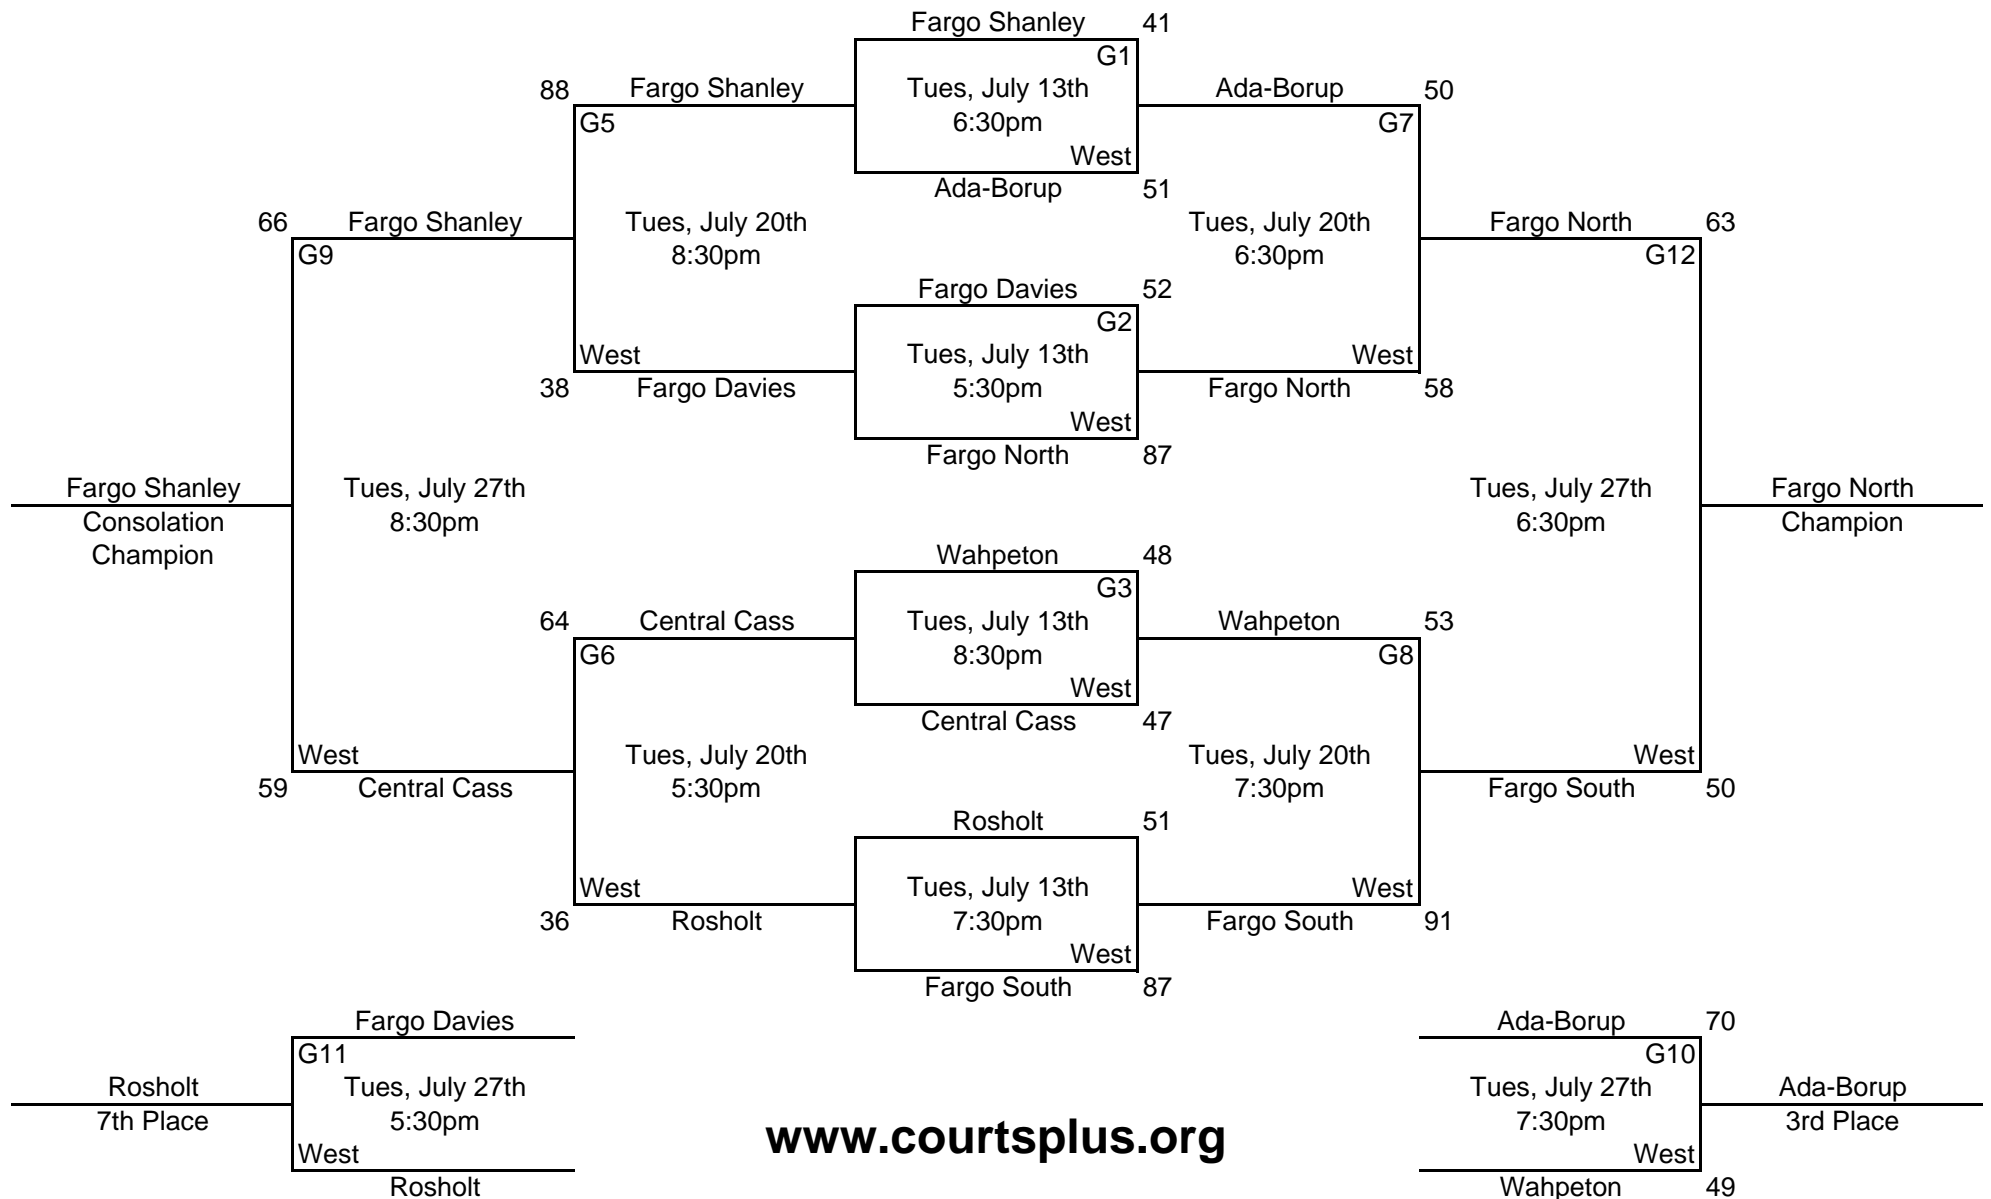 Fargo Shanley 41
G1
88 Fargo Shanley Tues, July 13th Ada-Borup 50
G5 6:30pm G7
West
Ada-Borup 51
66 Fargo Shanley Tues, July 20th Tues, July 20th Fargo North 63
G9 8:30pm 6:30pm G12
Fargo Davies 52
G2
West Tues, July 13th West
38 Fargo Davies 5:30pm Fargo North 58
West
Fargo North 87
Fargo Shanley Tues, July 27th Tues, July 27th Fargo North
Consolation 8:30pm 6:30pm Champion
Champion
Wahpeton 48
G3
64 Central Cass Tues, July 13th Wahpeton 53
G6 8:30pm G8
West
Central Cass 47
West Tues, July 20th Tues, July 20th West
59 Central Cass 5:30pm 7:30pm Fargo South 50
Rosholt 51
West Tues, July 13th West
36 Rosholt 7:30pm Fargo South 91
West
Fargo South 87
Fargo Davies Ada-Borup 70
G11 G10
Rosholt Tues, July 27th Tues, July 27th Ada-Borup
7th Place 5:30pm www.courtsplus.org 7:30pm 3rd Place
West West
Rosholt Wahpeton 49